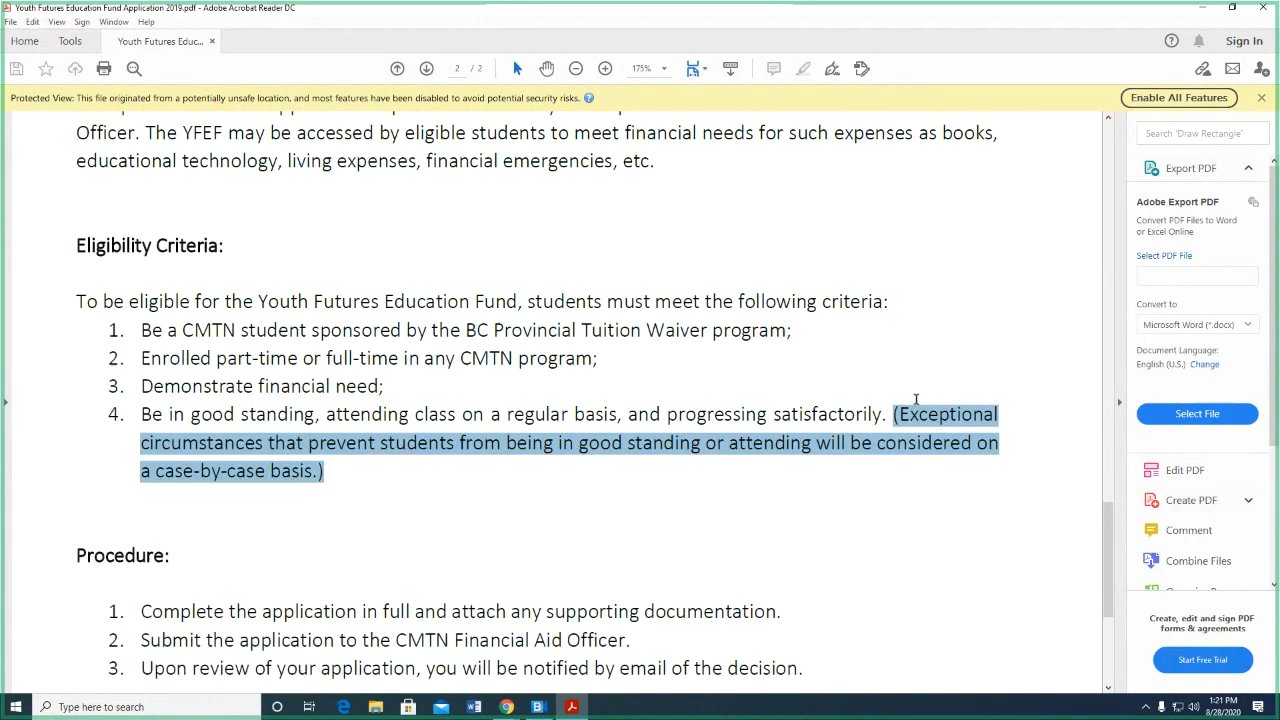 Youth Futures Education Fund Application 2019.pdf - Adobe Acrobat Reader DC
File Edit View Sign Window Help
Home Tools Youth Futures Educ... × Sign In
2 / 2 175%
Protected View: This file originated from a potentially unsafe location, and most features have been disabled to avoid potential security risks. Enable All Features
Officer. The YFEF may be accessed by eligible students to meet financial needs for such expenses as books,
educational technology, living expenses, financial emergencies, etc.
Eligibility Criteria:
To be eligible for the Youth Futures Education Fund, students must meet the following criteria:
1. Be a CMTN student sponsored by the BC Provincial Tuition Waiver program;
2. Enrolled part-time or full-time in any CMTN program;
3. Demonstrate financial need;
4. Be in good standing, attending class on a regular basis, and progressing satisfactorily. (Exceptional
circumstances that prevent students from being in good standing or attending will be considered on
a case-by-case basis.)
Procedure:
1. Complete the application in full and attach any supporting documentation.
2. Submit the application to the CMTN Financial Aid Officer.
3. Upon review of your application, you will be notified by email of the decision.
Search 'Draw Rectangle'
Export PDF
Adobe Export PDF
Convert PDF Files to Word
or Excel Online
Select PDF File
Convert to
Microsoft Word (*.docx)
Document Language:
English (U.S.) Change
Select File
Edit PDF
Create PDF
Comment
Combine Files
Create, edit and sign PDF
forms & agreements
Start Free Trial
Type here to search
1:21 PM
8/28/2020